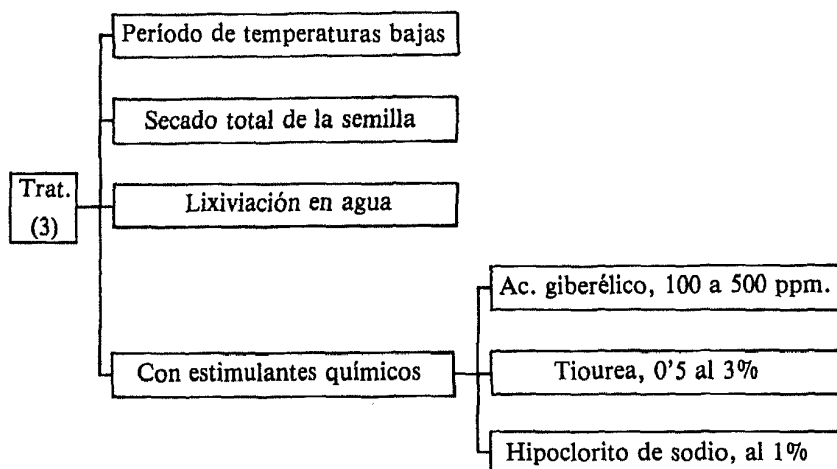 Período de temperaturas bajas
Secado total de la semilla
Trat.
(3)
Lixiviación en agua
Con estimulantes químicos
Ac. giberélico, 100 a 500 ppm.
Tiourea, 0'5 al 3%
Hipoclorito de sodio, al 1%